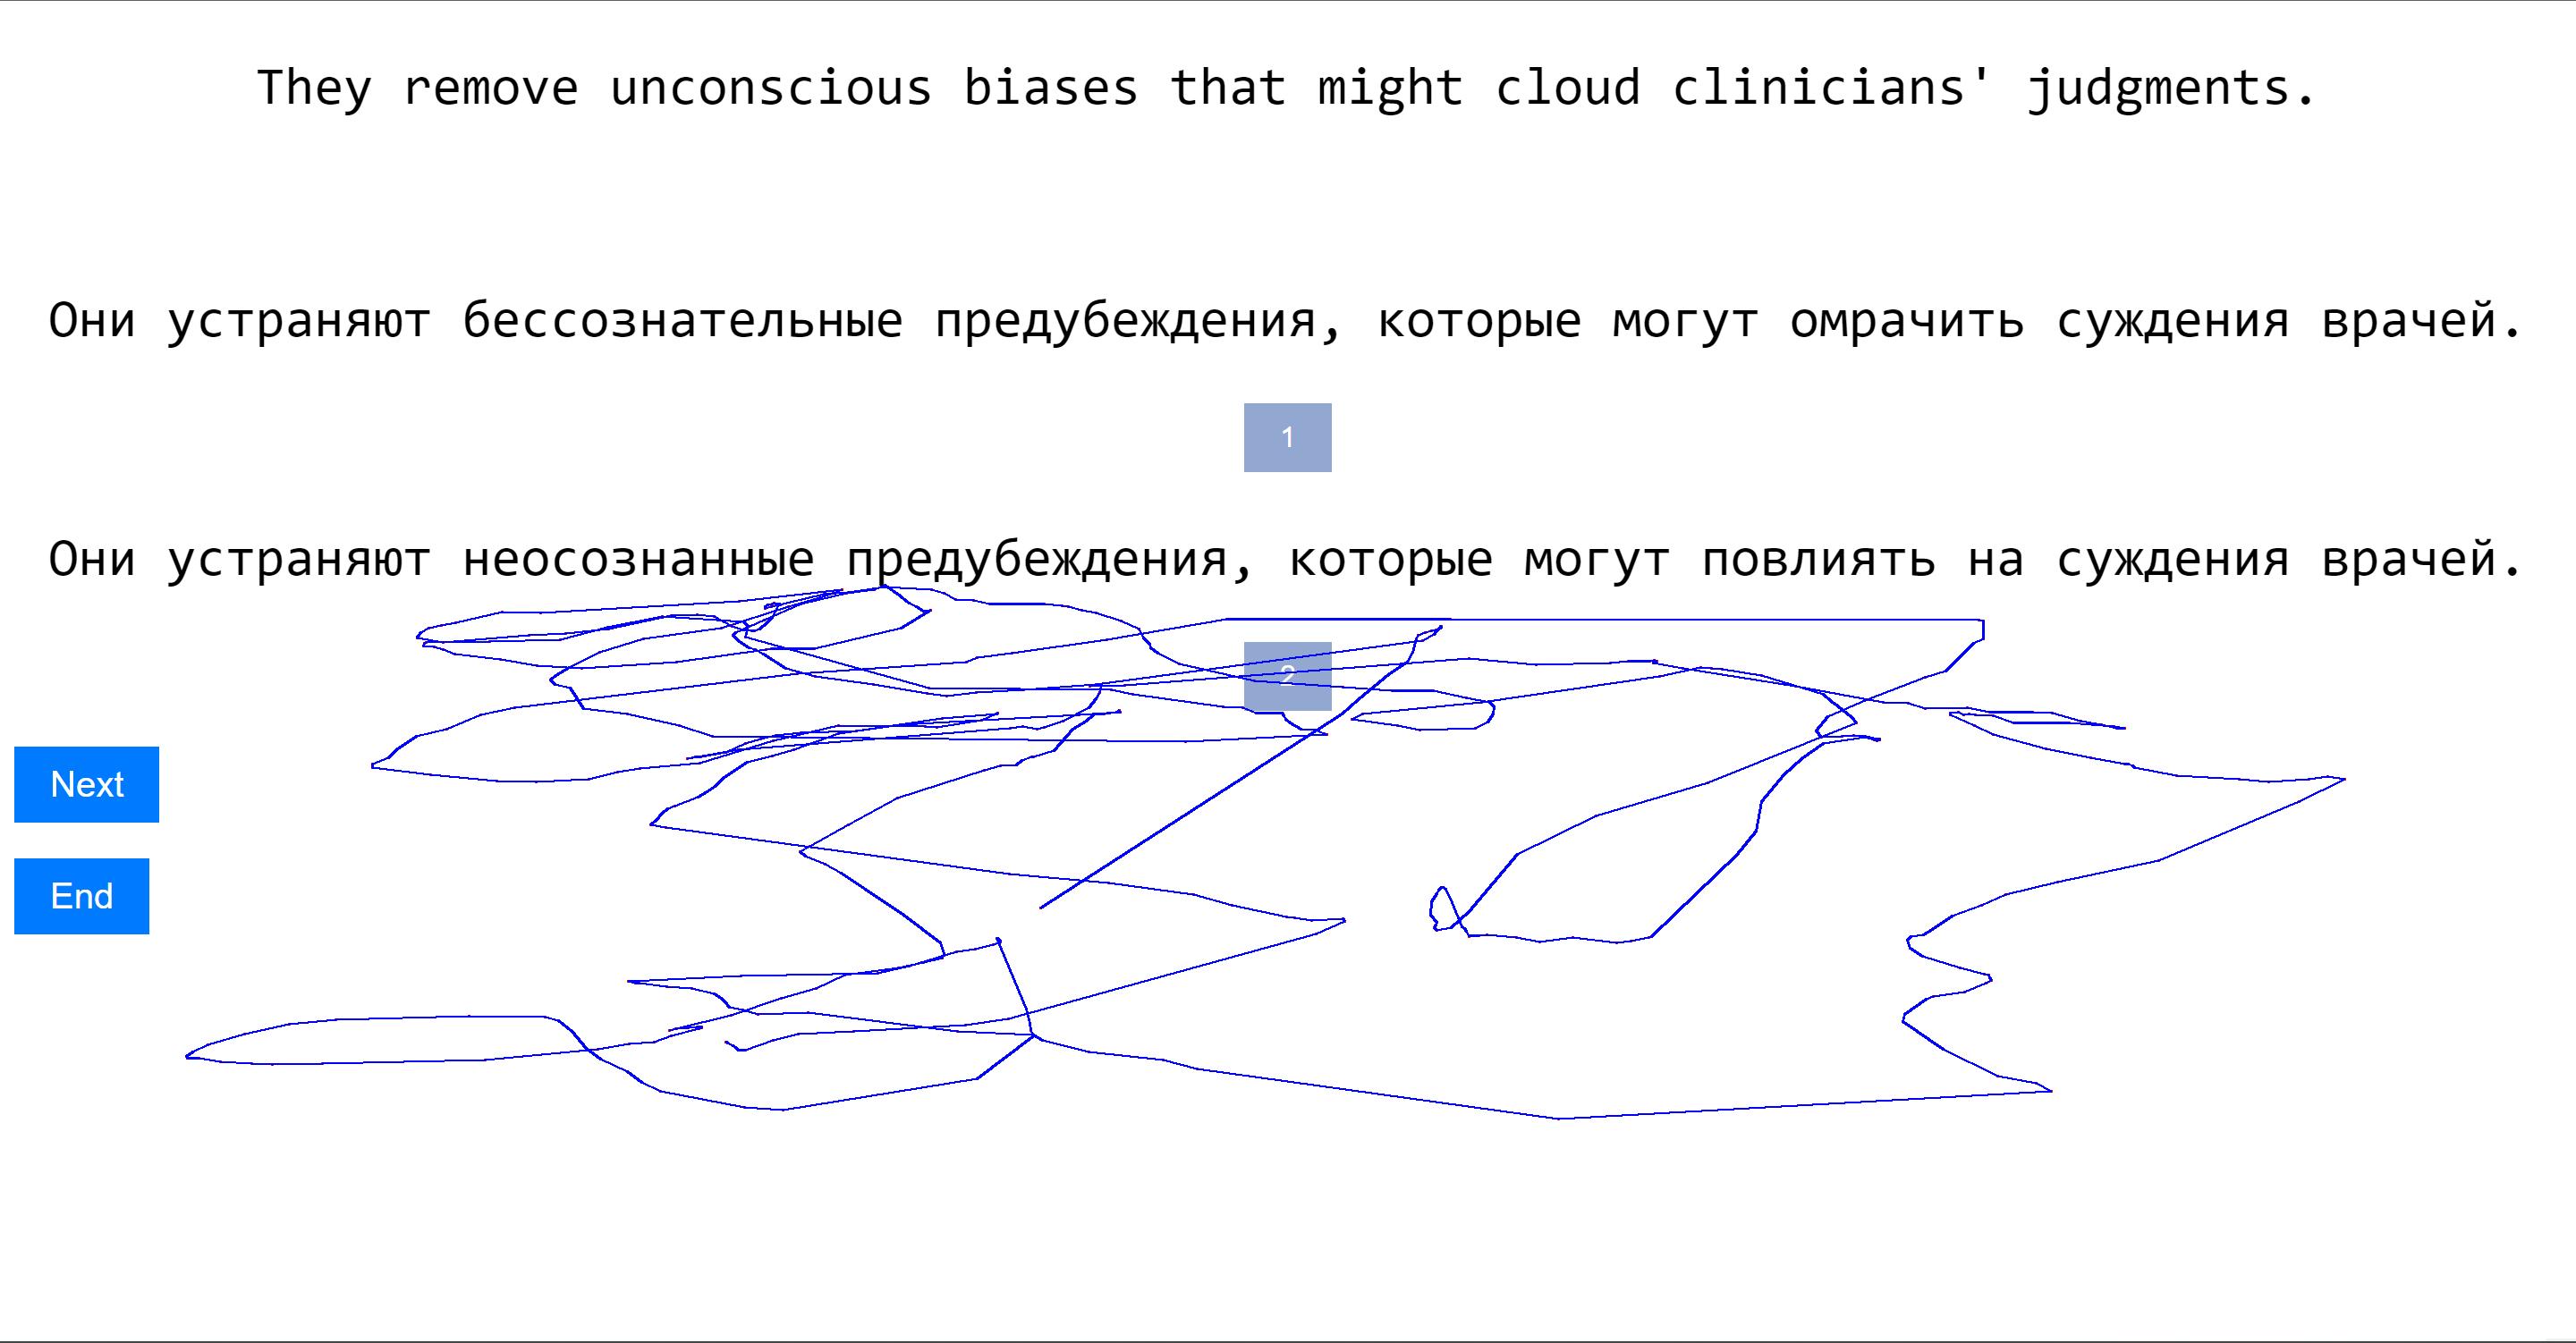 They remove unconscious biases that might cloud clinicians' judgments.
Они устраняют бессознательные предубеждения, которые могут омрачить суждения врачей.
1
Они устраняют неосознанные предубеждения, которые могут повлиять на суждения врачей.
2
Next
End